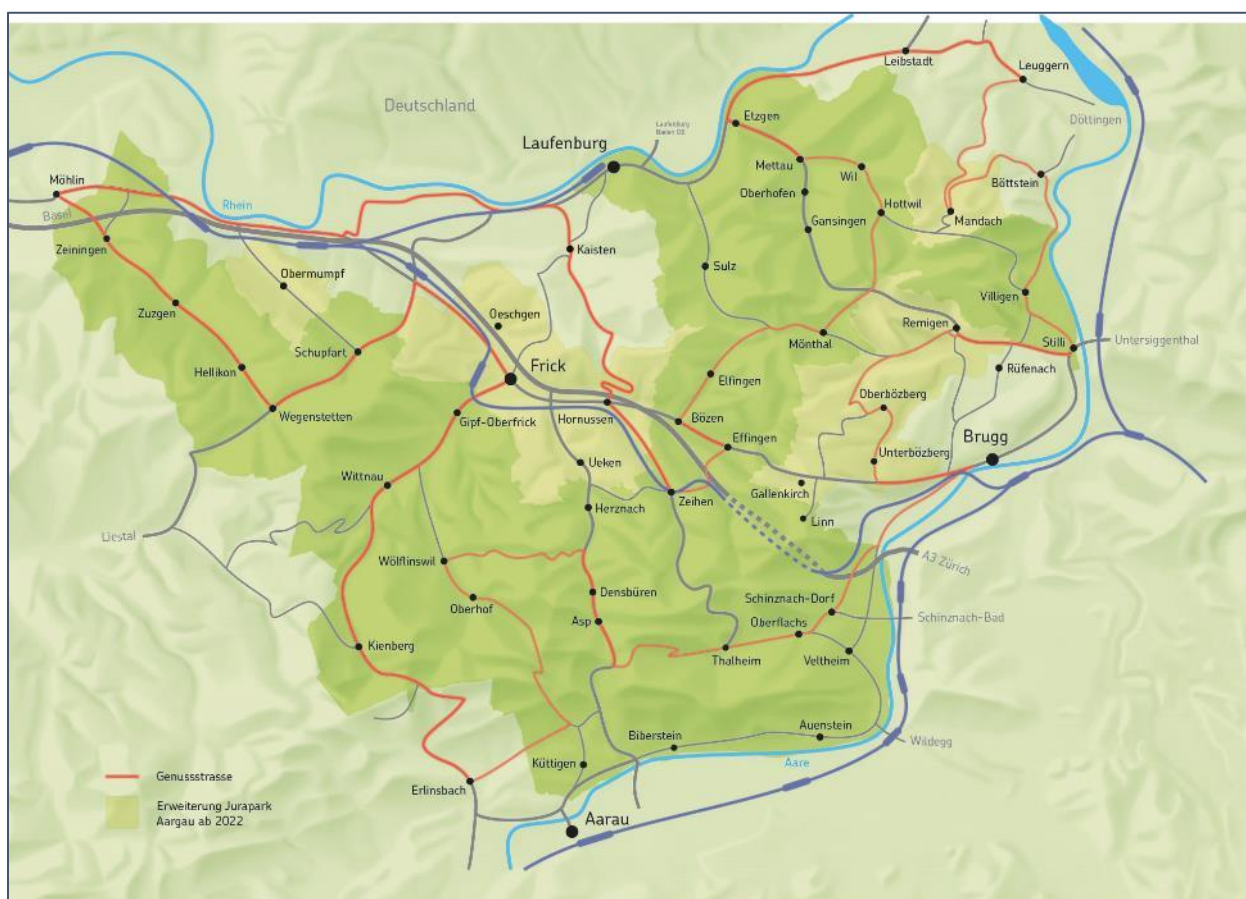 Leibstadt
Leuggern
Deutschland
Döttingen
Etzgen
Laufenburg
Baden DE
Laufenburg
Mettau
Wil
Böttstein
Möhlin
Oberhofen
Rhein
Hottwil
Mandach
Basel
Gansingen
Zeiningen
Kaisten
Obermumpf
Sulz
Villigen
Zuzgen
Oeschgen
Remigen
Schupfart
Mönthal
Stilli
Untersiggenthal
Frick
Hellikon
Elfingen
Rüfenach
Oberbözberg
Wegenstetten
Gipf-Oberfrick
Hornussen
Bözen
Effingen
Brugg
Ueken
Unterbözberg
Wittnau
Gallenkirch
Zeihen
Herznach
Linn
Liestal
A3 Zürich
Wölflinswil
Densbüren
Schinznach-Dorf
Oberhof
Schinznach-Bad
Asp
Oberflachs
Kienberg
Thalheim
Veltheim
Auenstein
Biberstein
Wildegg
Küttigen
Aare
Genussstrasse
Erlinsbach
Erweiterung Jurapark
Aargau ab 2022
Aarau